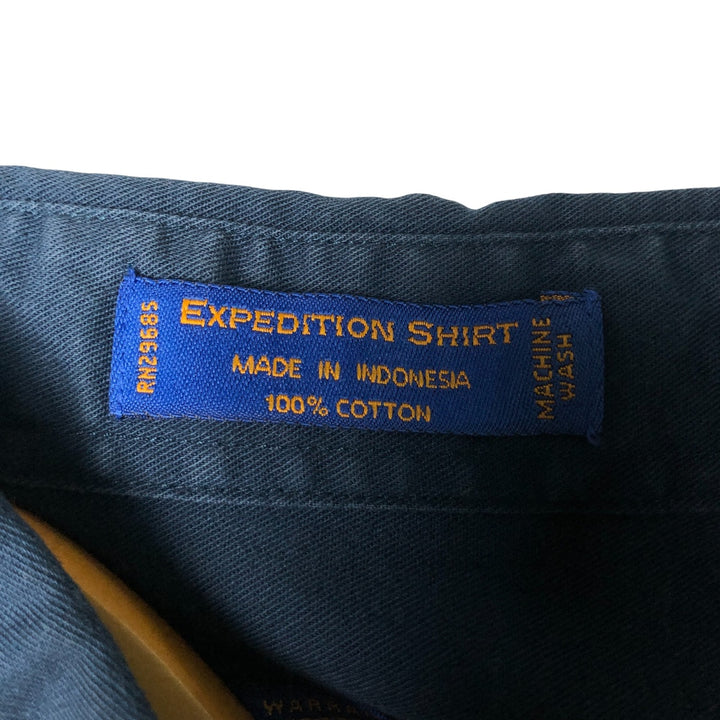 RN29685
EXPEDITION SHIRT
MADE IN INDONESIA
100% COTTON
MACHINE
WASH